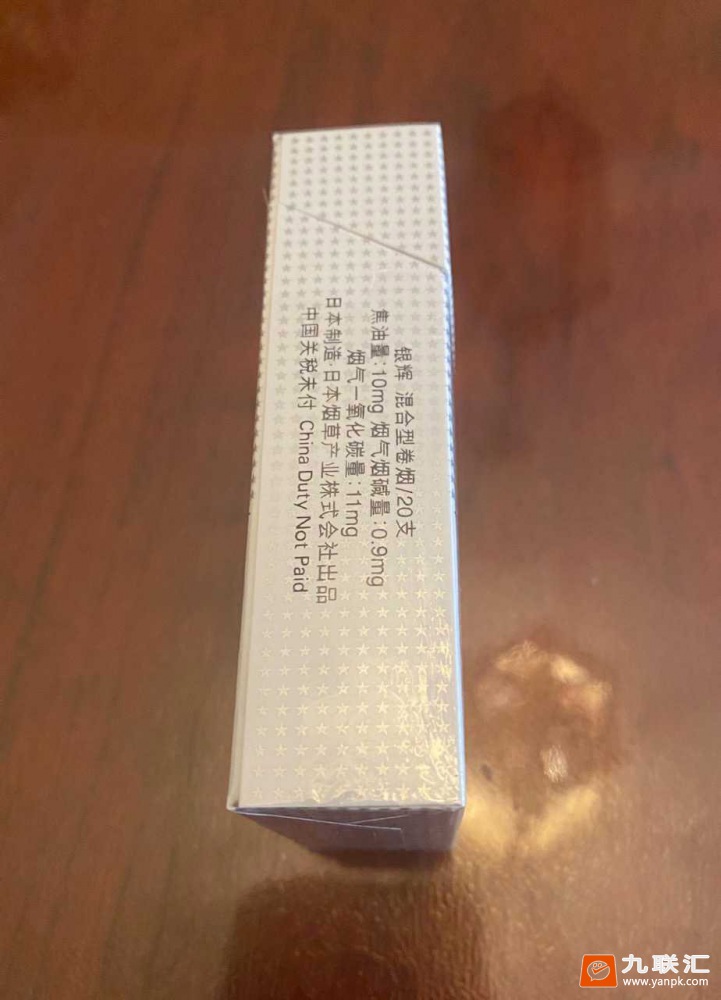 银辉 混合型卷烟/20支
焦油量:10mg 烟气烟碱量:0.9mg
烟气一氧化碳量:11mg
日本制造·日本烟草产业株式会社出品
中国关税未付 China Duty Not Paid
九联汇
www.yanpk.com